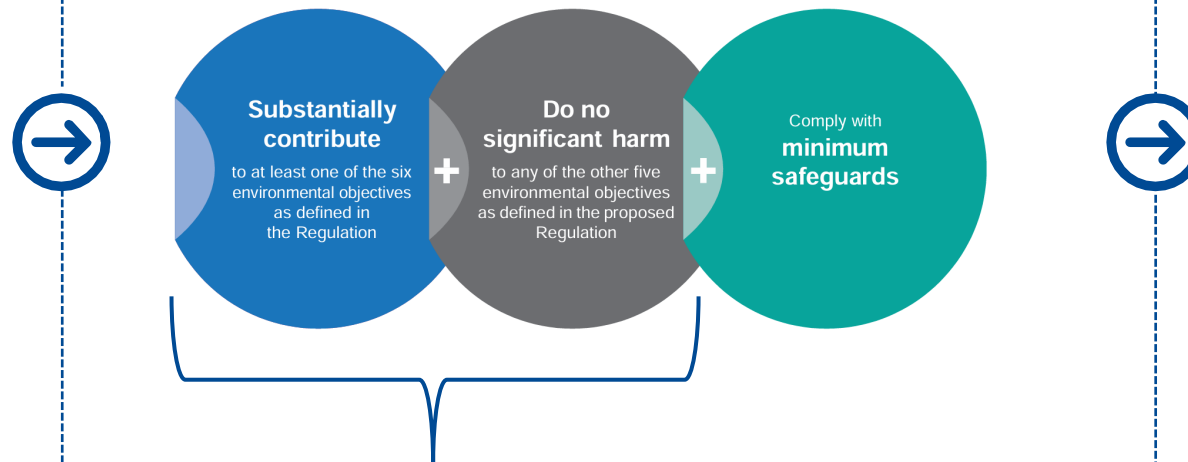 Substantially
contribute
to at least one of the six
environmental objectives
as defined in
the Regulation
+
Do no
significant harm
to any of the other five
environmental objectives
as defined in the proposed
Regulation
+
Comply with
minimum
safeguards